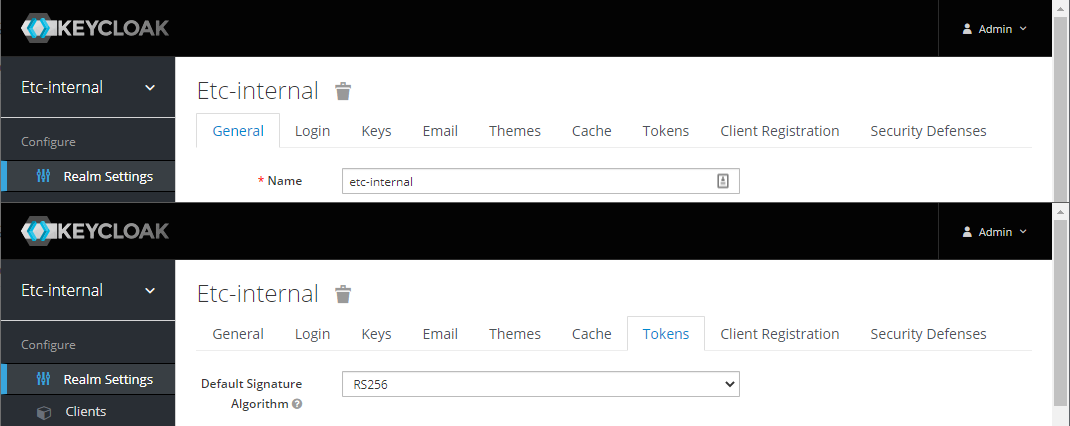 KEYCLOAK
Admin
Etc-internal
Etc-internal
General Login Keys Email Themes Cache Tokens Client Registration Security Defenses
Configure
Realm Settings
* Name etc-internal
KEYCLOAK
Admin
Etc-internal
Etc-internal
General Login Keys Email Themes Cache Tokens Client Registration Security Defenses
Configure
Realm Settings
Clients
Default Signature
Algorithm
RS256